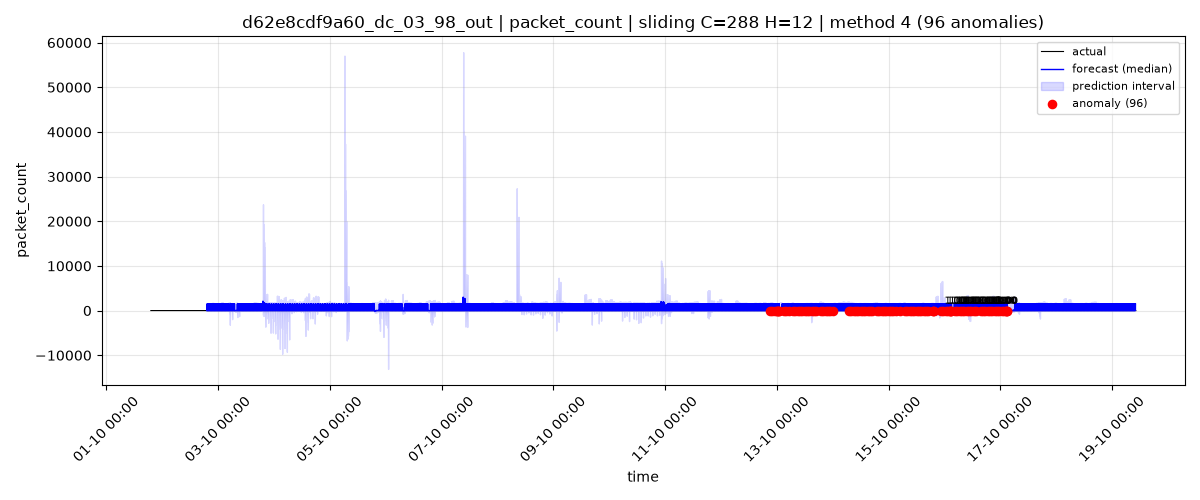 d62e8cdf9a60_dc_03_98_out | packet_count | sliding C=288 H=12 | method 4 (96 anomalies)
actual
forecast (median)
prediction interval
anomaly (96)
packet_count
60000
50000
40000
30000
20000
10000
0
−10000
01-10 00:00
03-10 00:00
05-10 00:00
07-10 00:00
09-10 00:00
11-10 00:00
13-10 00:00
15-10 00:00
17-10 00:00
19-10 00:00
time